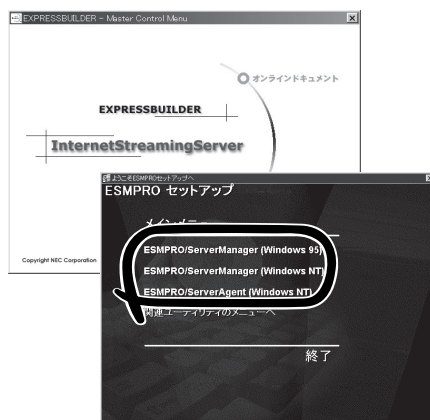 EXPRESSBUILDER - Master Control Menu
オンラインドキュメント
EXPRESSBUILDER
InternetStreamingServer
Copyright NEC Corporation
ようこそESMPROセットアップへ
ESMPRO セットアップ
メインメニュー
ESMPRO/ServerManager (Windows 95)
ESMPRO/ServerManager (Windows NT)
ESMPRO/ServerAgent (Windows NT)
関連ユーティリティのメニューへ
終了